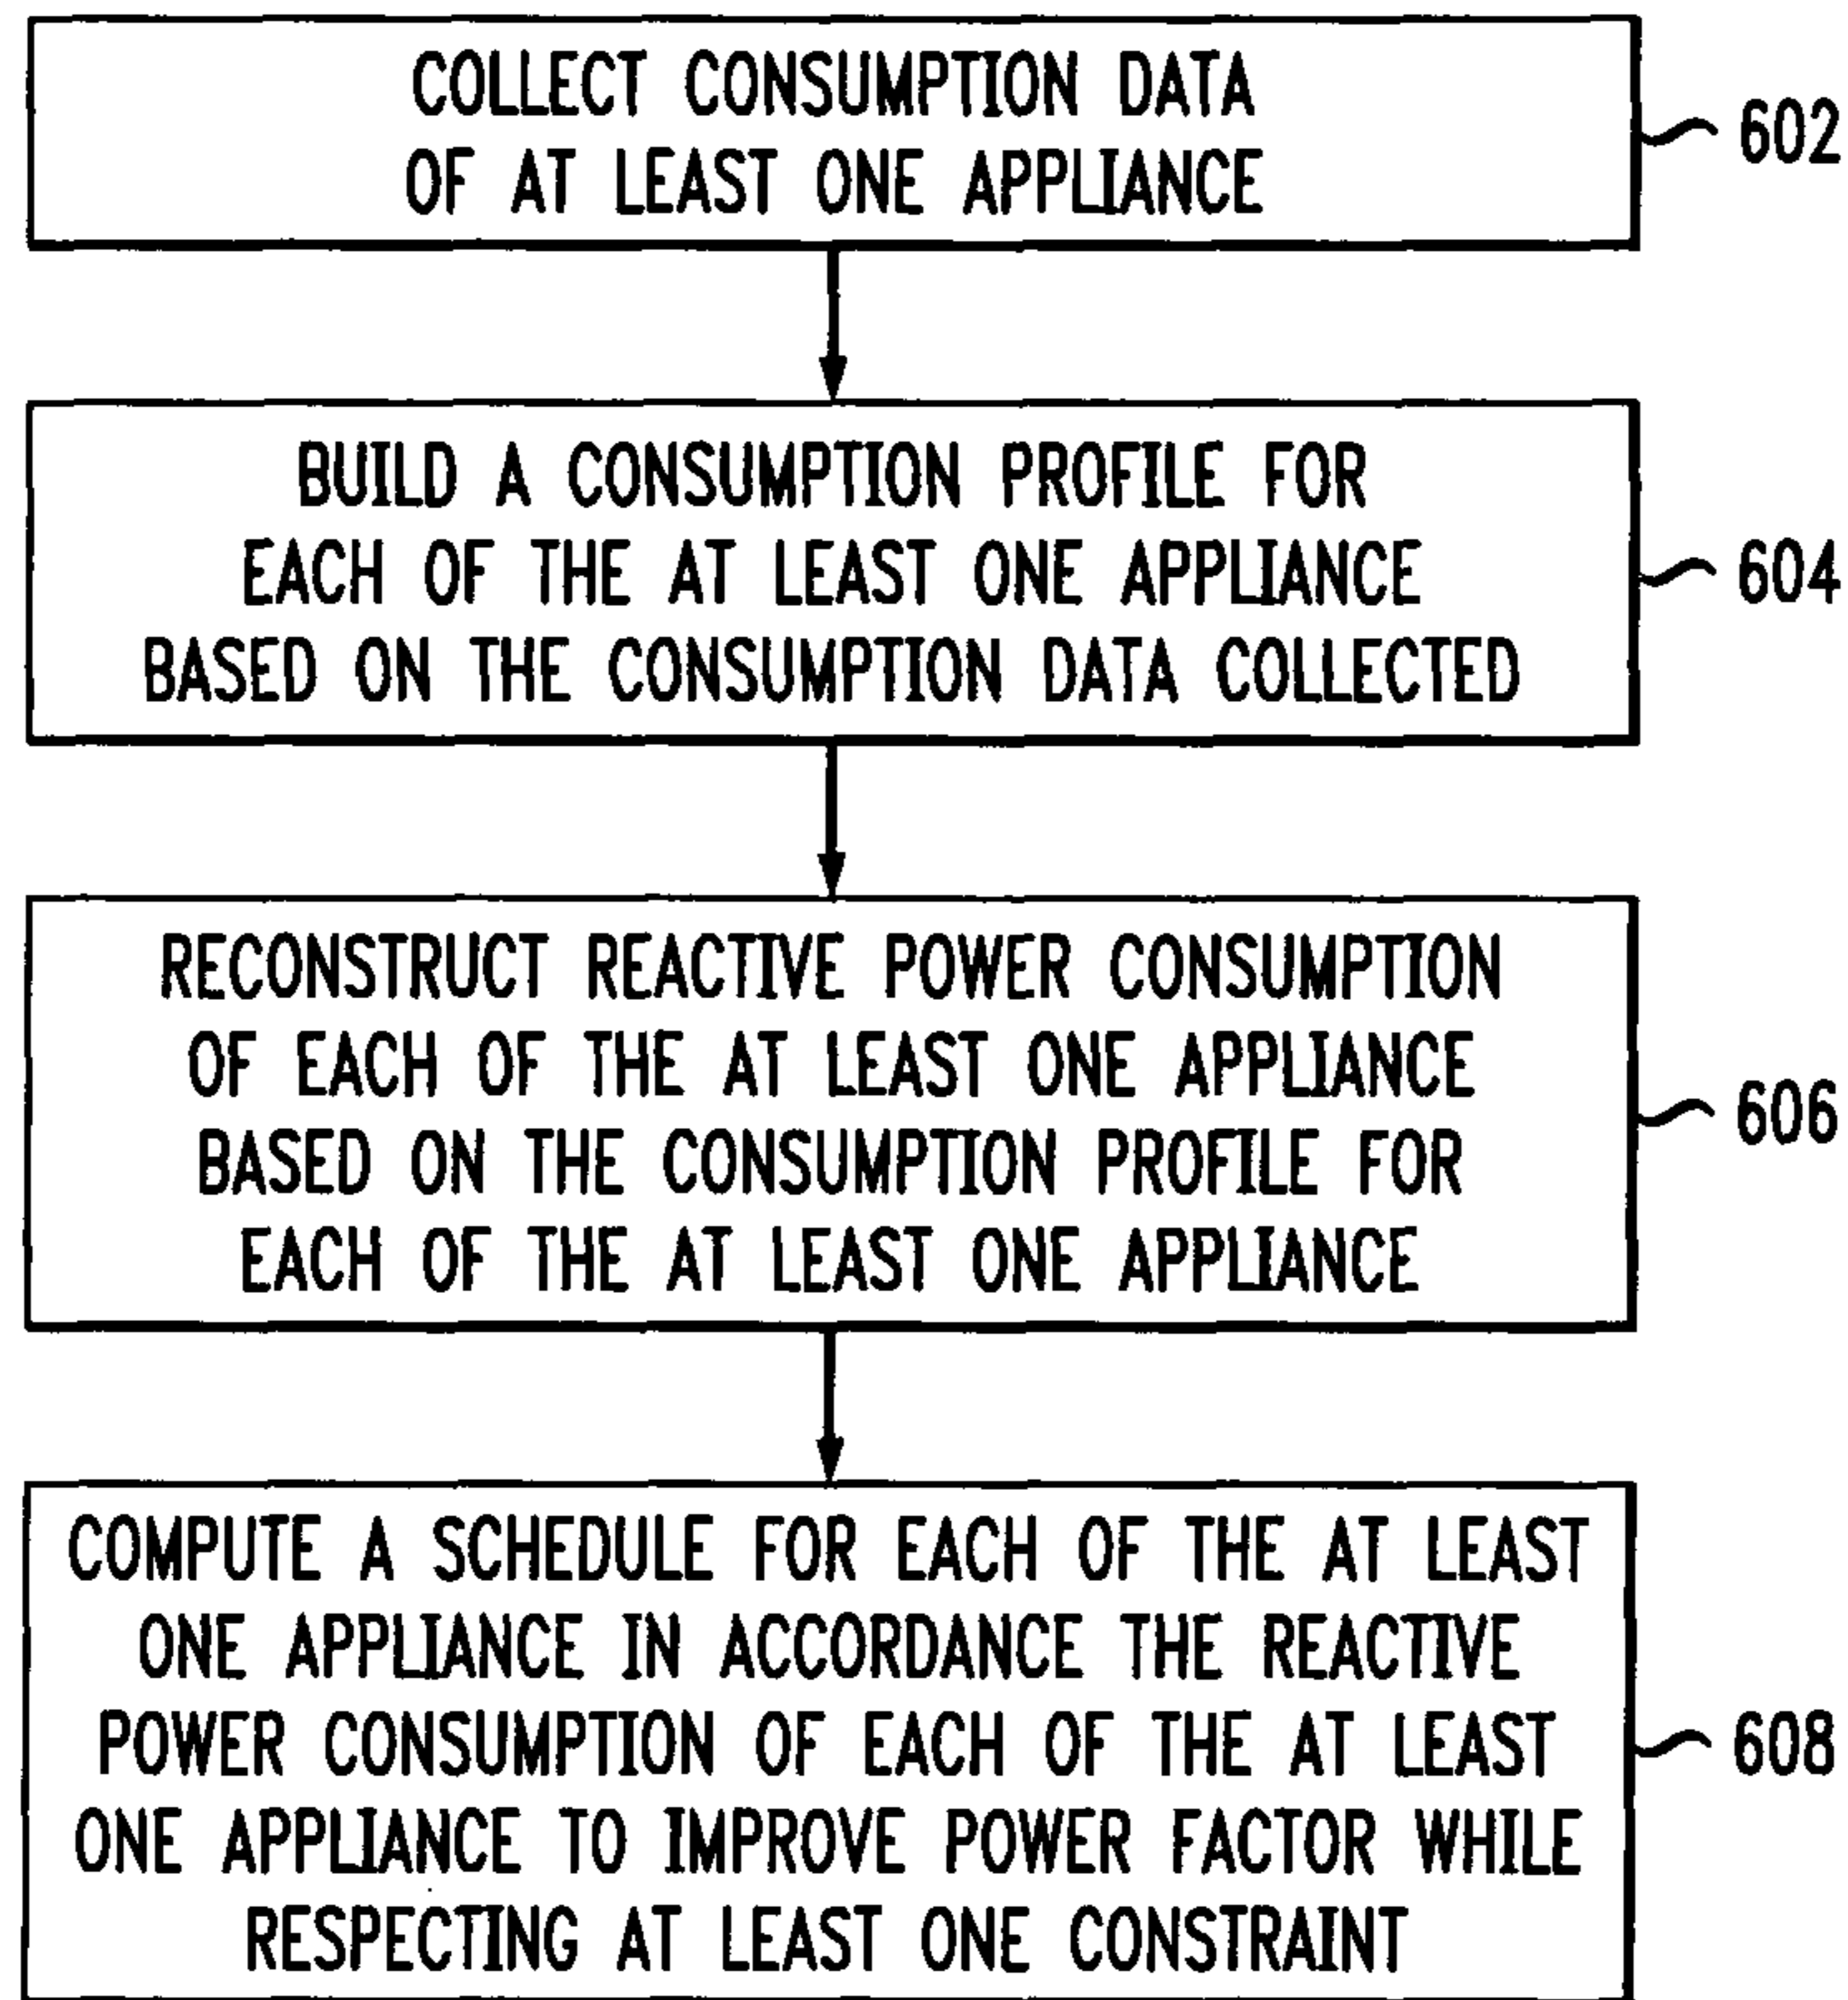 COLLECT CONSUMPTION DATA
OF AT LEAST ONE APPLIANCE
602
BUILD A CONSUMPTION PROFILE FOR
EACH OF THE AT LEAST ONE APPLIANCE
BASED ON THE CONSUMPTION DATA COLLECTED
604
RECONSTRUCT REACTIVE POWER CONSUMPTION
OF EACH OF THE AT LEAST ONE APPLIANCE
BASED ON THE CONSUMPTION PROFILE FOR
EACH OF THE AT LEAST ONE APPLIANCE
606
COMPUTE A SCHEDULE FOR EACH OF THE AT LEAST
ONE APPLIANCE IN ACCORDANCE THE REACTIVE
POWER CONSUMPTION OF EACH OF THE AT LEAST
ONE APPLIANCE TO IMPROVE POWER FACTOR WHILE
RESPECTING AT LEAST ONE CONSTRAINT
608